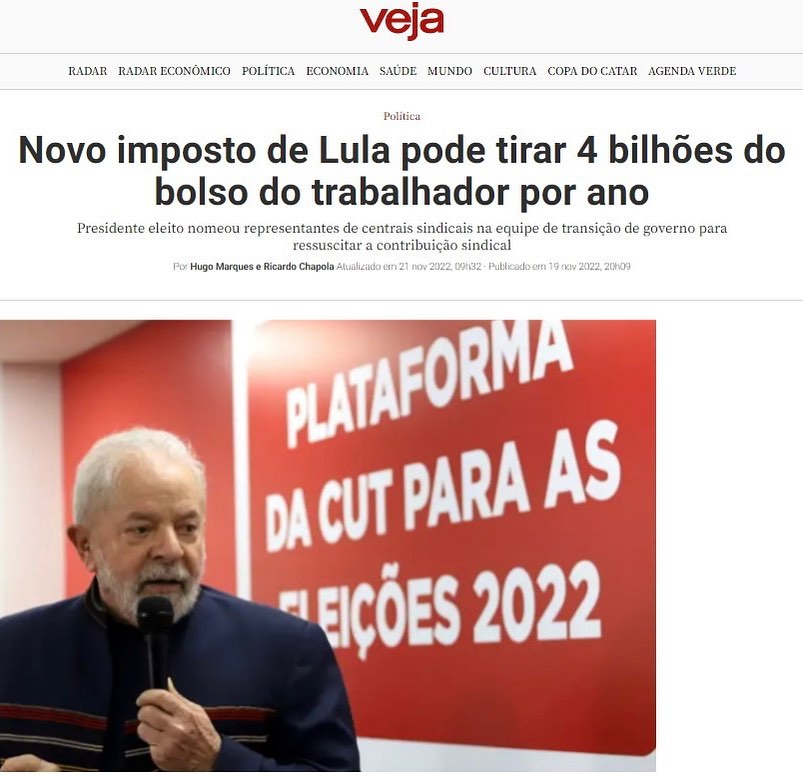 veja
RADAR RADAR ECONÔMICO POLÍTICA ECONOMIA SAÚDE MUNDO CULTURA COPA DO CATAR AGENDA VERDE
Política
Novo imposto de Lula pode tirar 4 bilhões do
bolso do trabalhador por ano
Presidente eleito nomeou representantes de centrais sindicais na equipe de transição de governo para
ressuscitar a contribuição sindical
Por Hugo Marques e Ricardo Chapola Atualizado em 21 nov 2022, 09h32 - Publicado em 19 nov 2022, 20h09
PLATAFORMA
DA CUT PARA AS
ELEIÇÕES 2022